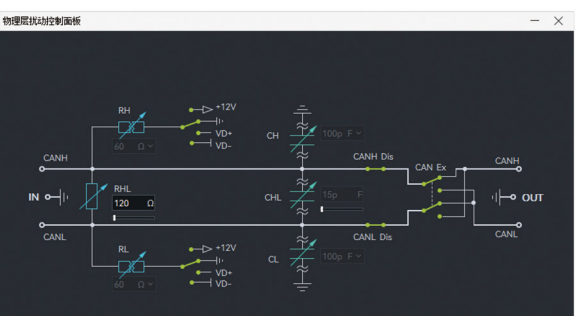 物理层扰动控制面板
RH
+12V
VD+
VD-
60 Ω
CH
100p F
CANH
CANH Dis
CAN Ex
CANH
IN
RHL
120 Ω
CHL
15p F
OUT
CANL
CANL Dis
CANL
RL
+12V
VD+
VD-
60 Ω
CL
100p F